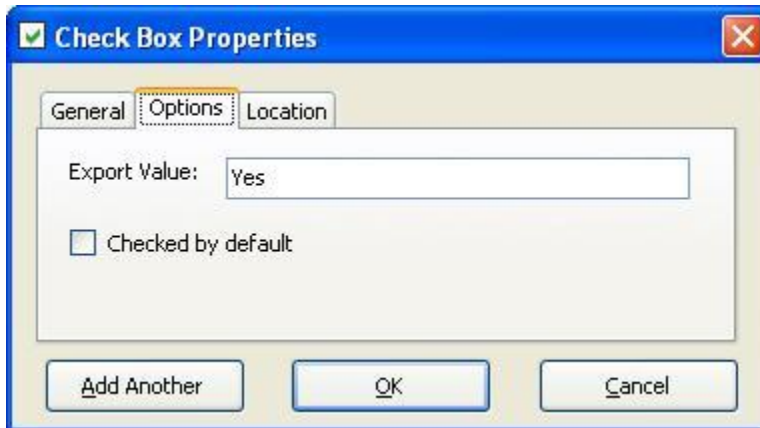 Check Box Properties
General Options Location
Export Value: Yes
Checked by default
Add Another OK Cancel